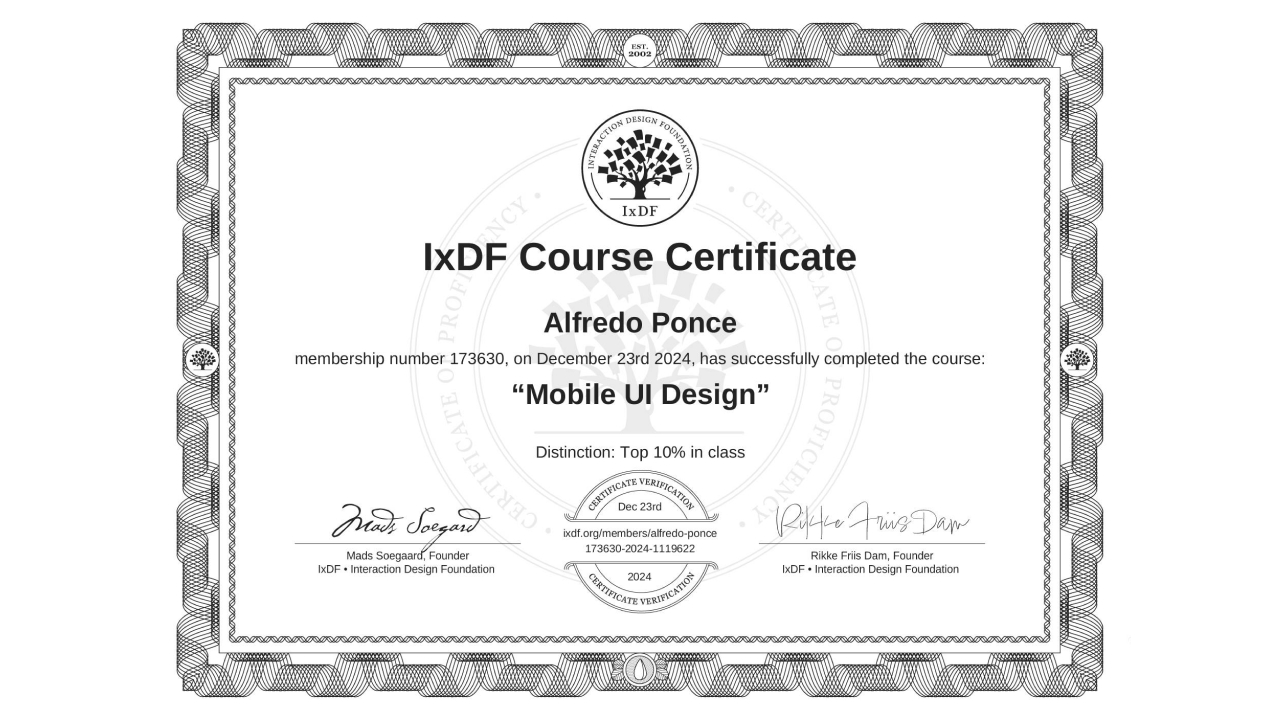 EST.
2002
INTERACTION DESIGN FOUNDATION
IxDF
• CERTIFICATE OF PROFICIENCY •
• CERTIFICATE OF PROFICIENCY •
IxDF Course Certificate
Alfredo Ponce
membership number 173630, on December 23rd 2024, has successfully completed the course:
“Mobile UI Design”
Distinction: Top 10% in class
CERTIFICATE VERIFICATION
Dec 23rd
ixdf.org/members/alfredo-ponce
173630-2024-1119622
2024
CERTIFICATE VERIFICATION
Mads Soegard
Mads Soegaard, Founder
IxDF • Interaction Design Foundation
Rikke Friis Dam
Rikke Friis Dam, Founder
IxDF • Interaction Design Foundation